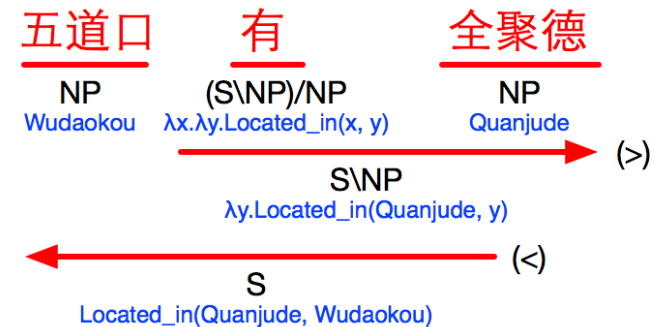 五道口 有 全聚德
NP (S\NP)/NP NP
Wudaokou λx.λy.Located_in(x, y) Quanjude
(>)
S\NP
λy.Located_in(Quanjude, y)
(<)
S
Located_in(Quanjude, Wudaokou)